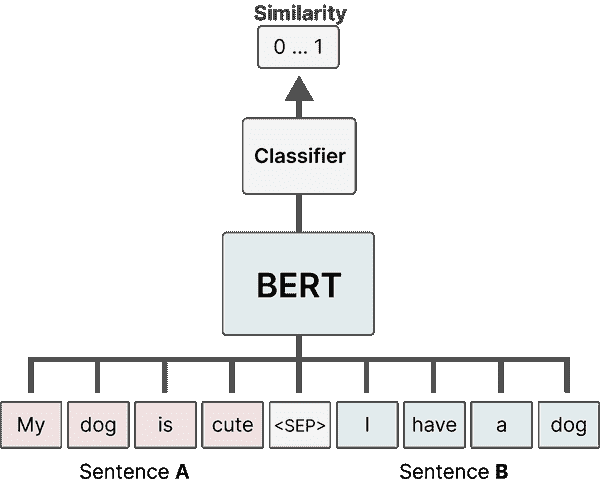 Similarity
0 ... 1
Classifier
BERT
My dog is cute <SEP> I have a dog
Sentence A Sentence B